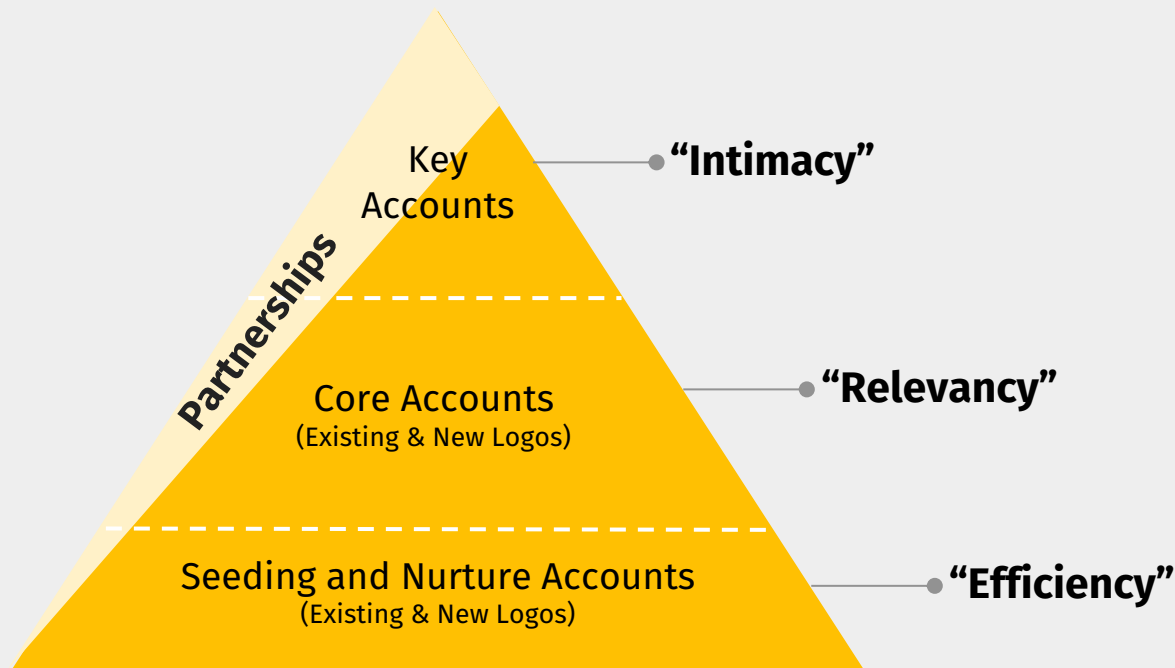 Key
Accounts
“Intimacy”
Partnerships
Core Accounts
(Existing & New Logos)
“Relevancy”
Seeding and Nurture Accounts
(Existing & New Logos)
“Efficiency”